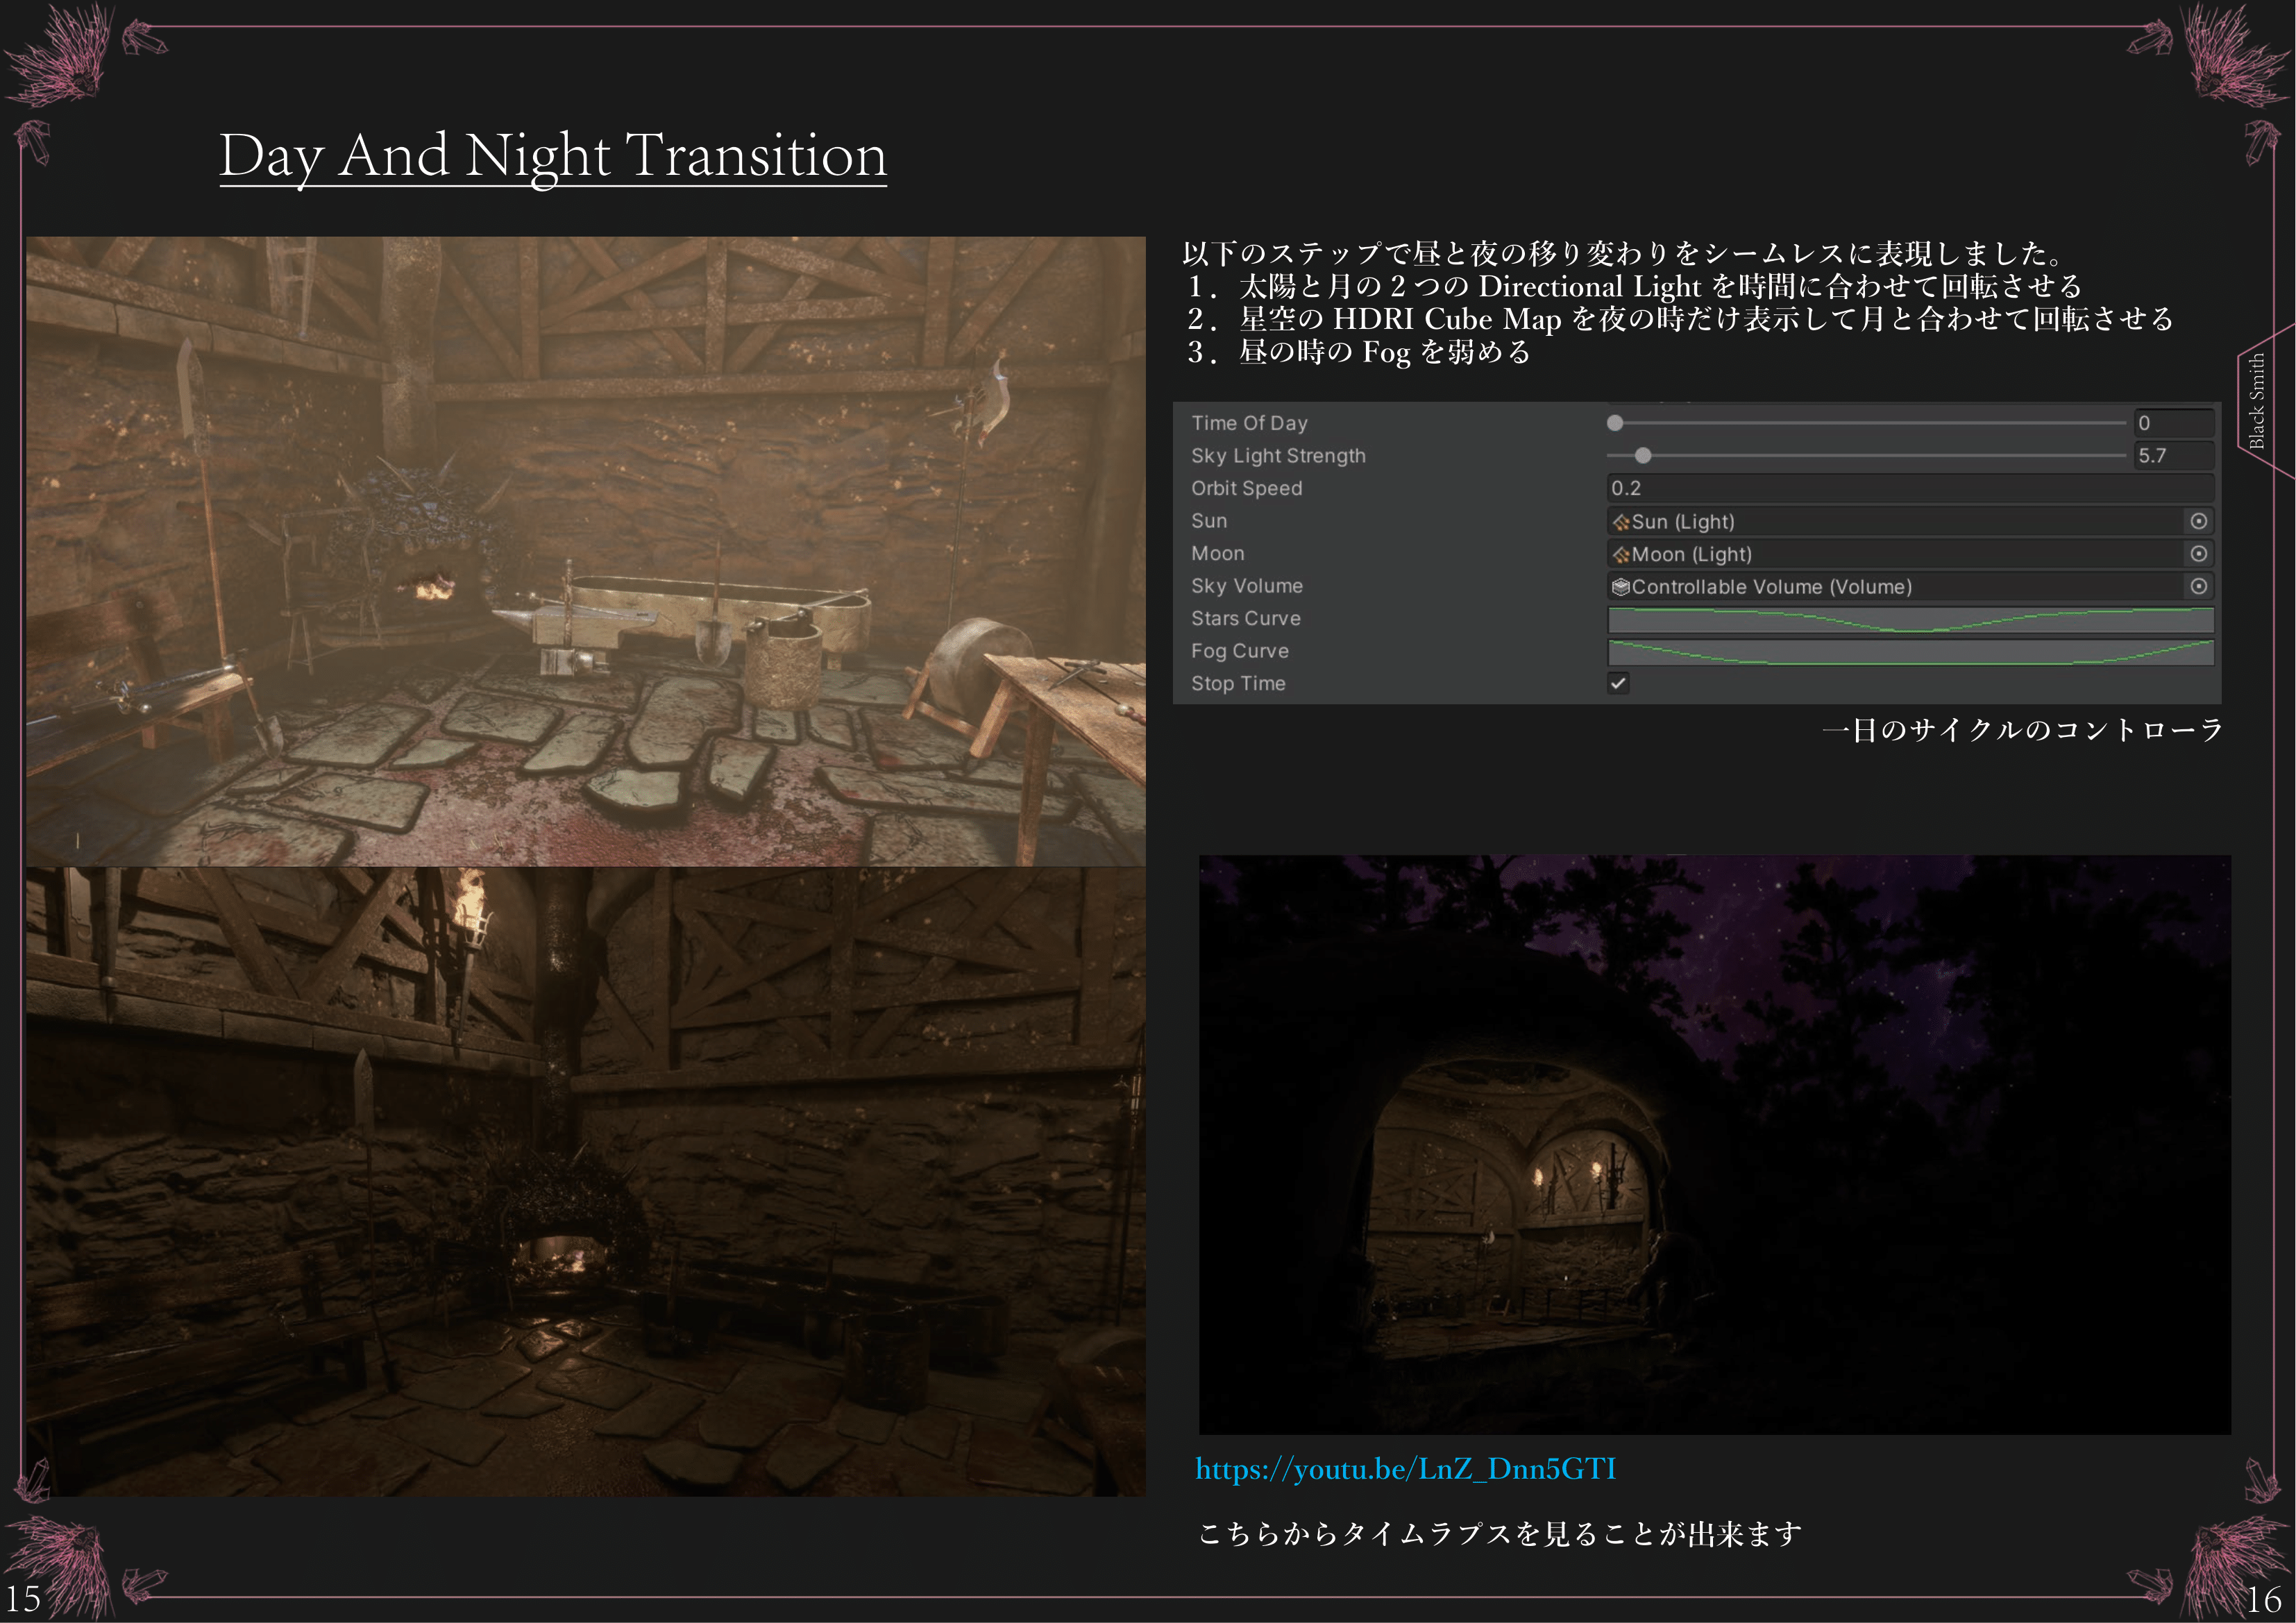 Day And Night Transition
以下のステップで昼と夜の移り変わりをシームレスに表現しました。
1．太陽と月の２つの Directional Light を時間に合わせて回転させる
2．星空の HDRI Cube Map を夜の時だけ表示して月と合わせて回転させる
3．昼の時の Fog を弱める
Black Smith
Time Of Day 0
Sky Light Strength 5.7
Orbit Speed 0.2
Sun Sun (Light)
Moon Moon (Light)
Sky Volume Controllable Volume (Volume)
Stars Curve
Fog Curve
Stop Time
一日のサイクルのコントローラ
https://youtu.be/LnZ_Dnn5GTI
こちらからタイムラプスを見ることが出来ます
15
16